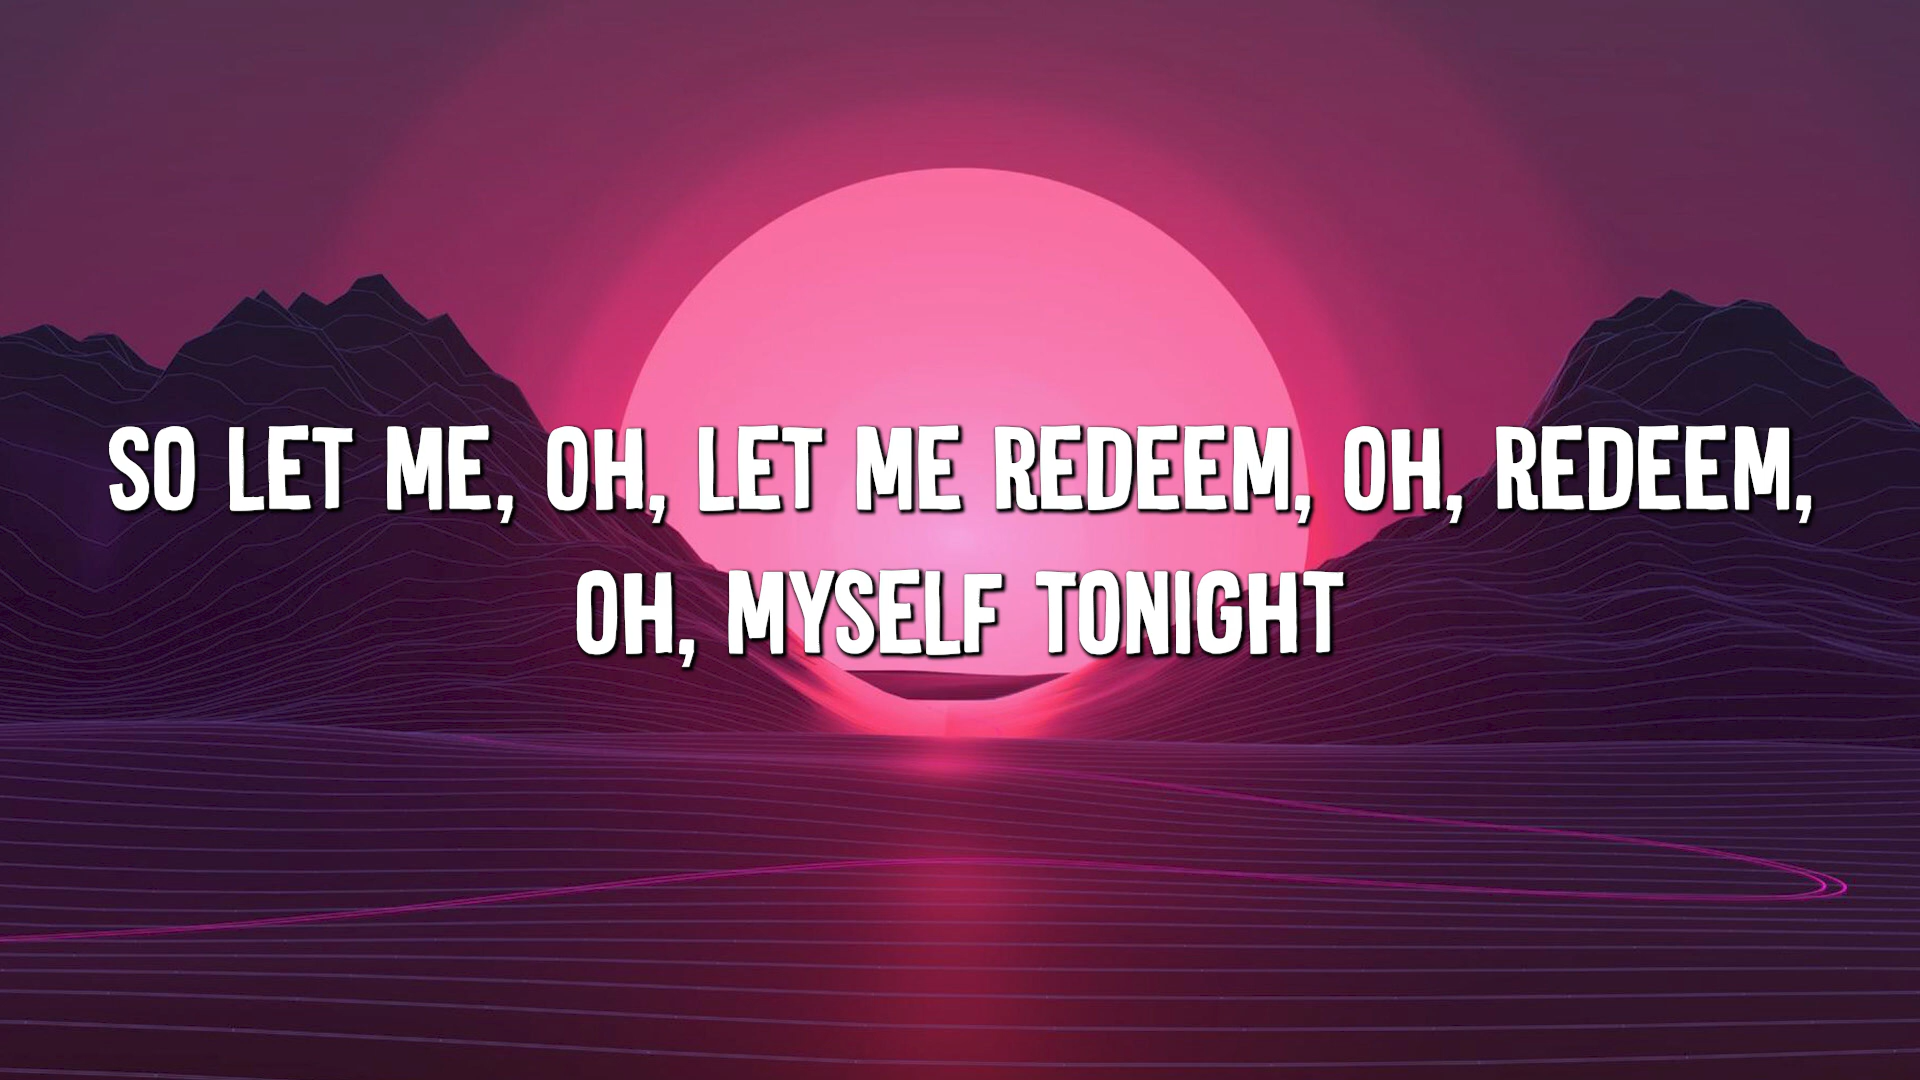 SO LET ME, OH, LET ME REDEEM, OH, REDEEM,
OH, MYSELF TONIGHT